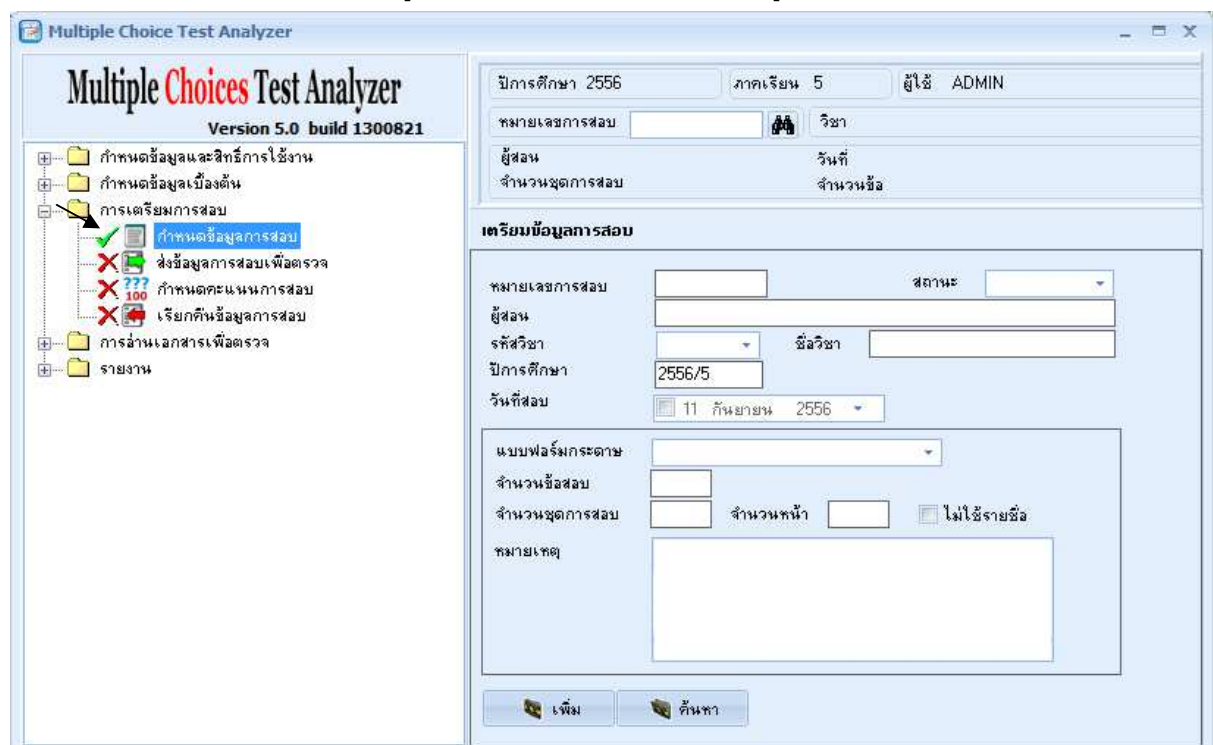 Multiple Choice Test Analyzer
Multiple Choices Test Analyzer
Version 5.0 build 1300821
กำหนดข้อมูลและสิทธิ์การใช้งาน
กำหนดข้อมูลเบื้องต้น
การเตรียมการสอบ
กำหนดข้อมูลการสอบ
ส่งข้อมูลการสอบเพื่อตรวจ
??? 100 กำหนดคะแนนการสอบ
เรียกคืนข้อมูลการสอบ
การอ่านเอกสารเพื่อตรวจ
รายงาน
ปีการศึกษา 2556 ภาคเรียน 5 ผู้ใช้ ADMIN
หมายเลขการสอบ วิชา
ผู้สอน วันที่
จำนวนชุดการสอบ จำนวนข้อ
เตรียมข้อมูลการสอบ
หมายเลขการสอบ สถานะ
ผู้สอน
รหัสวิชา ชื่อวิชา
ปีการศึกษา 2556/5
วันที่สอบ 11 กันยายน 2556
แบบฟอร์มกระดาษ
จำนวนข้อสอบ
จำนวนชุดการสอบ จำนวนหน้า ไม่ใช้รายชื่อ
หมายเหตุ
เพิ่ม ค้นหา